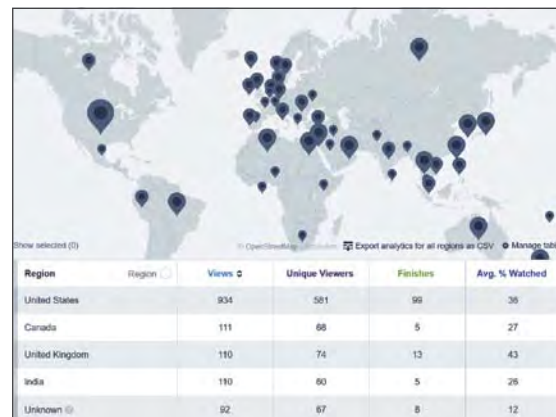 Show selected (0)
© OpenStreetMap
Export analytics for all regions as CSV
Manage tabl
Region Region Views Unique Viewers Finishes Avg. % Watched
United States 934 581 99 36
Canada 111 68 5 27
United Kingdom 110 74 13 43
India 110 60 5 26
Unknown 92 67 8 12